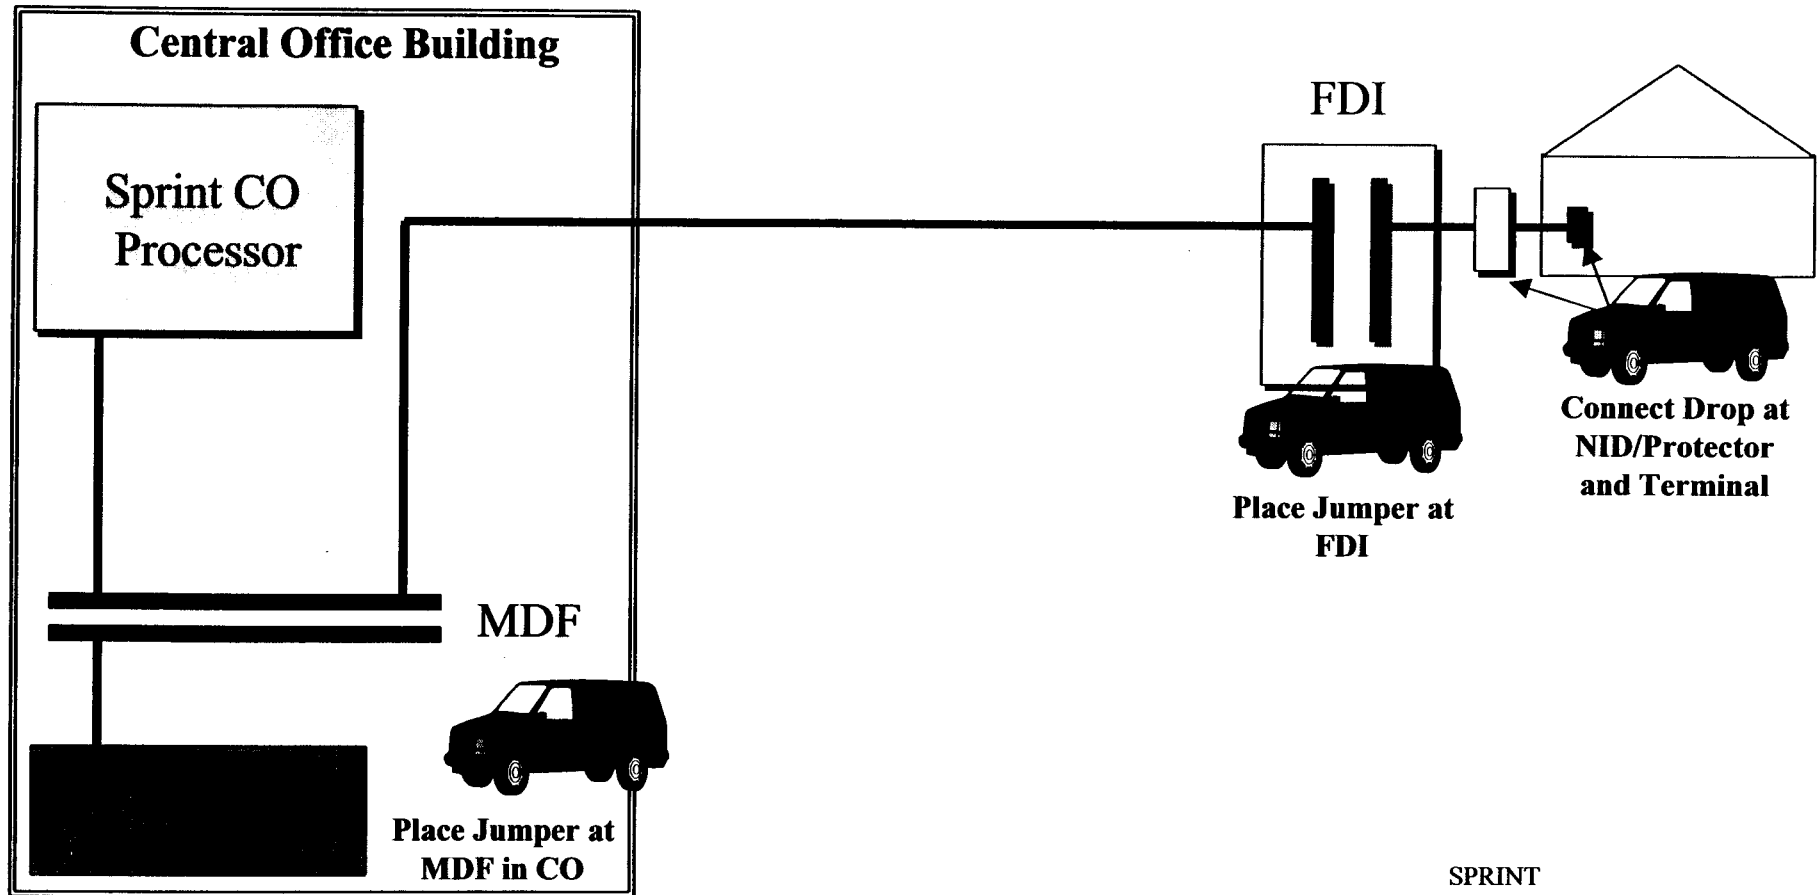 Central Office Building
Sprint CO
Processor
FDI
MDF
Place Jumper at
MDF in CO
Place Jumper at
FDI
Connect Drop at
NID/Protector
and Terminal
SPRINT